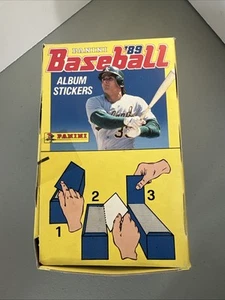 PANINI '89
Baseball
ALBUM
STICKERS
PANINI
1
2
3